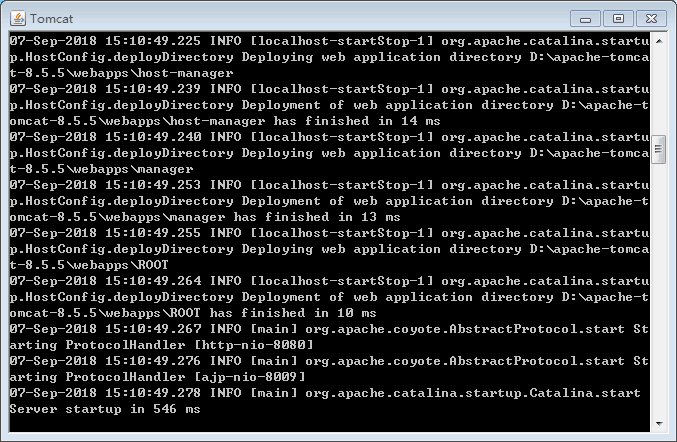 Tomcat
07-Sep-2018 15:10:49.225 INFO [localhost-startStop-1] org.apache.catalina.startu
p.HostConfig.deployDirectory Deploying web application directory D:\apache-tomca
t-8.5.5\webapps\host-manager
07-Sep-2018 15:10:49.239 INFO [localhost-startStop-1] org.apache.catalina.startu
p.HostConfig.deployDirectory Deployment of web application directory D:\apache-t
omcat-8.5.5\webapps\host-manager has finished in 14 ms
07-Sep-2018 15:10:49.240 INFO [localhost-startStop-1] org.apache.catalina.startu
p.HostConfig.deployDirectory Deploying web application directory D:\apache-tomca
t-8.5.5\webapps\manager
07-Sep-2018 15:10:49.253 INFO [localhost-startStop-1] org.apache.catalina.startu
p.HostConfig.deployDirectory Deployment of web application directory D:\apache-t
omcat-8.5.5\webapps\manager has finished in 13 ms
07-Sep-2018 15:10:49.255 INFO [localhost-startStop-1] org.apache.catalina.startu
p.HostConfig.deployDirectory Deploying web application directory D:\apache-tomca
t-8.5.5\webapps\ROOT
07-Sep-2018 15:10:49.264 INFO [localhost-startStop-1] org.apache.catalina.startu
p.HostConfig.deployDirectory Deployment of web application directory D:\apache-t
omcat-8.5.5\webapps\ROOT has finished in 10 ms
07-Sep-2018 15:10:49.267 INFO [main] org.apache.coyote.AbstractProtocol.start St
arting ProtocolHandler [http-nio-8080]
07-Sep-2018 15:10:49.276 INFO [main] org.apache.coyote.AbstractProtocol.start St
arting ProtocolHandler [ajp-nio-8009]
07-Sep-2018 15:10:49.278 INFO [main] org.apache.catalina.startup.Catalina.start
Server startup in 546 ms